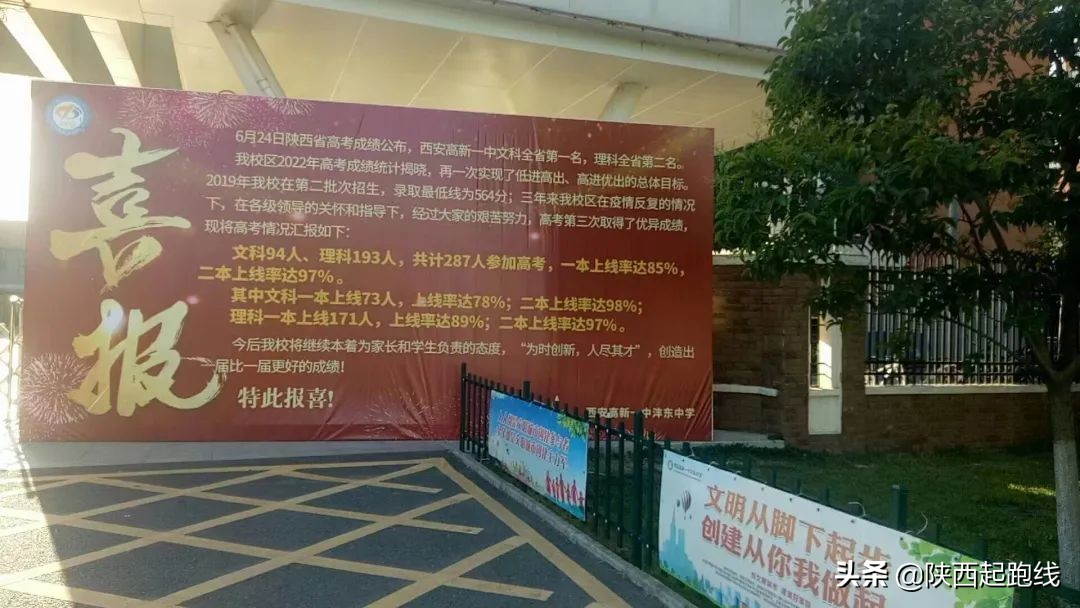 喜报
6月24日陕西省高考成绩公布，西安高新一中文科全省第一名，理科全省第二名。
我校区2022年高考成绩统计揭晓，再一次实现了低进高出、高进优出的总体目标。
2019年我校在第二批次招生，录取最低线为564分；三年来我校区在疫情反复的情况
下，在各级领导的关怀和指导下，经过大家的艰苦努力，高考第三次取得了优异成绩，
现将高考情况汇报如下：
文科94人、理科193人，共计287人参加高考，一本上线率达85%，
二本上线率达97%。
其中文科一本上线73人，上线率达78%；二本上线率达98%；
理科一本上线171人，上线率达89%；二本上线率达97%。
今后我校将继续本着为家长和学生负责的态度，“为时创新，人尽其才”，创造出
一届比一届更好的成绩！
特此报喜！
西安高新一中沣东中学
文明从脚下起步
创建从你我做起
头条 @陕西起跑线